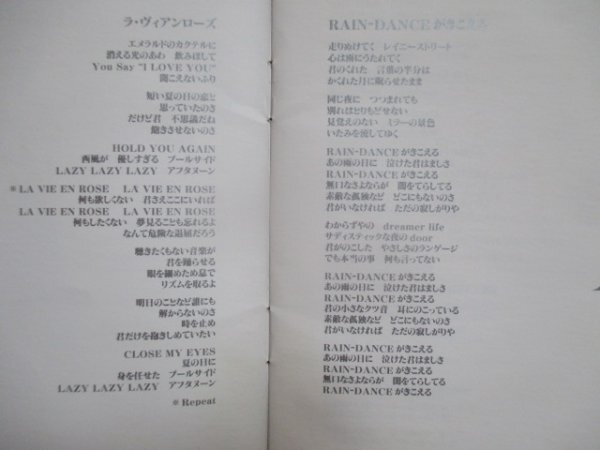 ラ・ヴィアンローズ
エメラルドのカクテルに
消える光のあわ　飲みほして
You Say "I LOVE YOU"
聞こえないふり
短い夏の日の恋と
思っていたのさ
だけど君　不思議だね
飽きさせないのさ
HOLD YOU AGAIN
西風が　優しすぎる　プールサイド
LAZY LAZY LAZY　アフタヌーン
*LA VIE EN ROSE　LA VIE EN ROSE
何も欲しくない　君さえここにいれば
LA VIE EN ROSE　LA VIE EN ROSE
何もしたくない　夢見ることも忘れるよ
なんて危険な退屈だろう
聴きたくもない音楽が
君を踊らせる
眼を細めため息で
リズムを取るよ
明日のことなど誰にも
解からないのさ
時を止め
君だけを抱きしめていたい
CLOSE MY EYES
夏の日に
身を任せた　プールサイド
LAZY LAZY LAZY　アフタヌーン
*Repeat
RAIN-DANCEがきこえる
走りぬけてく　レイニーストリート
心は雨にうたれてく
君のくれた　言葉の半分は
かくれた月に眠らせたまま
同じ夜に　つつまれても
別れはとりもどせない
見覚えのない　ミラーの景色
いたみを流してゆく
RAIN-DANCEがきこえる
あの雨の日に　泣けた君はまぶしい
RAIN-DANCEがきこえる
無口なさよならが　闇をてらしてる
素敵な孤独など　どこにもないのさ
君がいなければ　ただの寂しがりや
わからずやの　dreamer life
サディスティックな夜のdoor
君がのこした　やさしさのランゲージ
でも本当の事　何も言ってない
RAIN-DANCEがきこえる
あの雨の日に　泣けた君はまぶしい
RAIN-DANCEがきこえる
君の小さなクツ音　耳にのこっている
素敵な孤独など　どこにもないのさ
君がいなければ　ただの寂しがりや
RAIN-DANCEがきこえる
あの雨の日に　泣けた君はまぶしい
RAIN-DANCEがきこえる
無口なさよならが　闇をてらしてる
RAIN-DANCEがきこえる